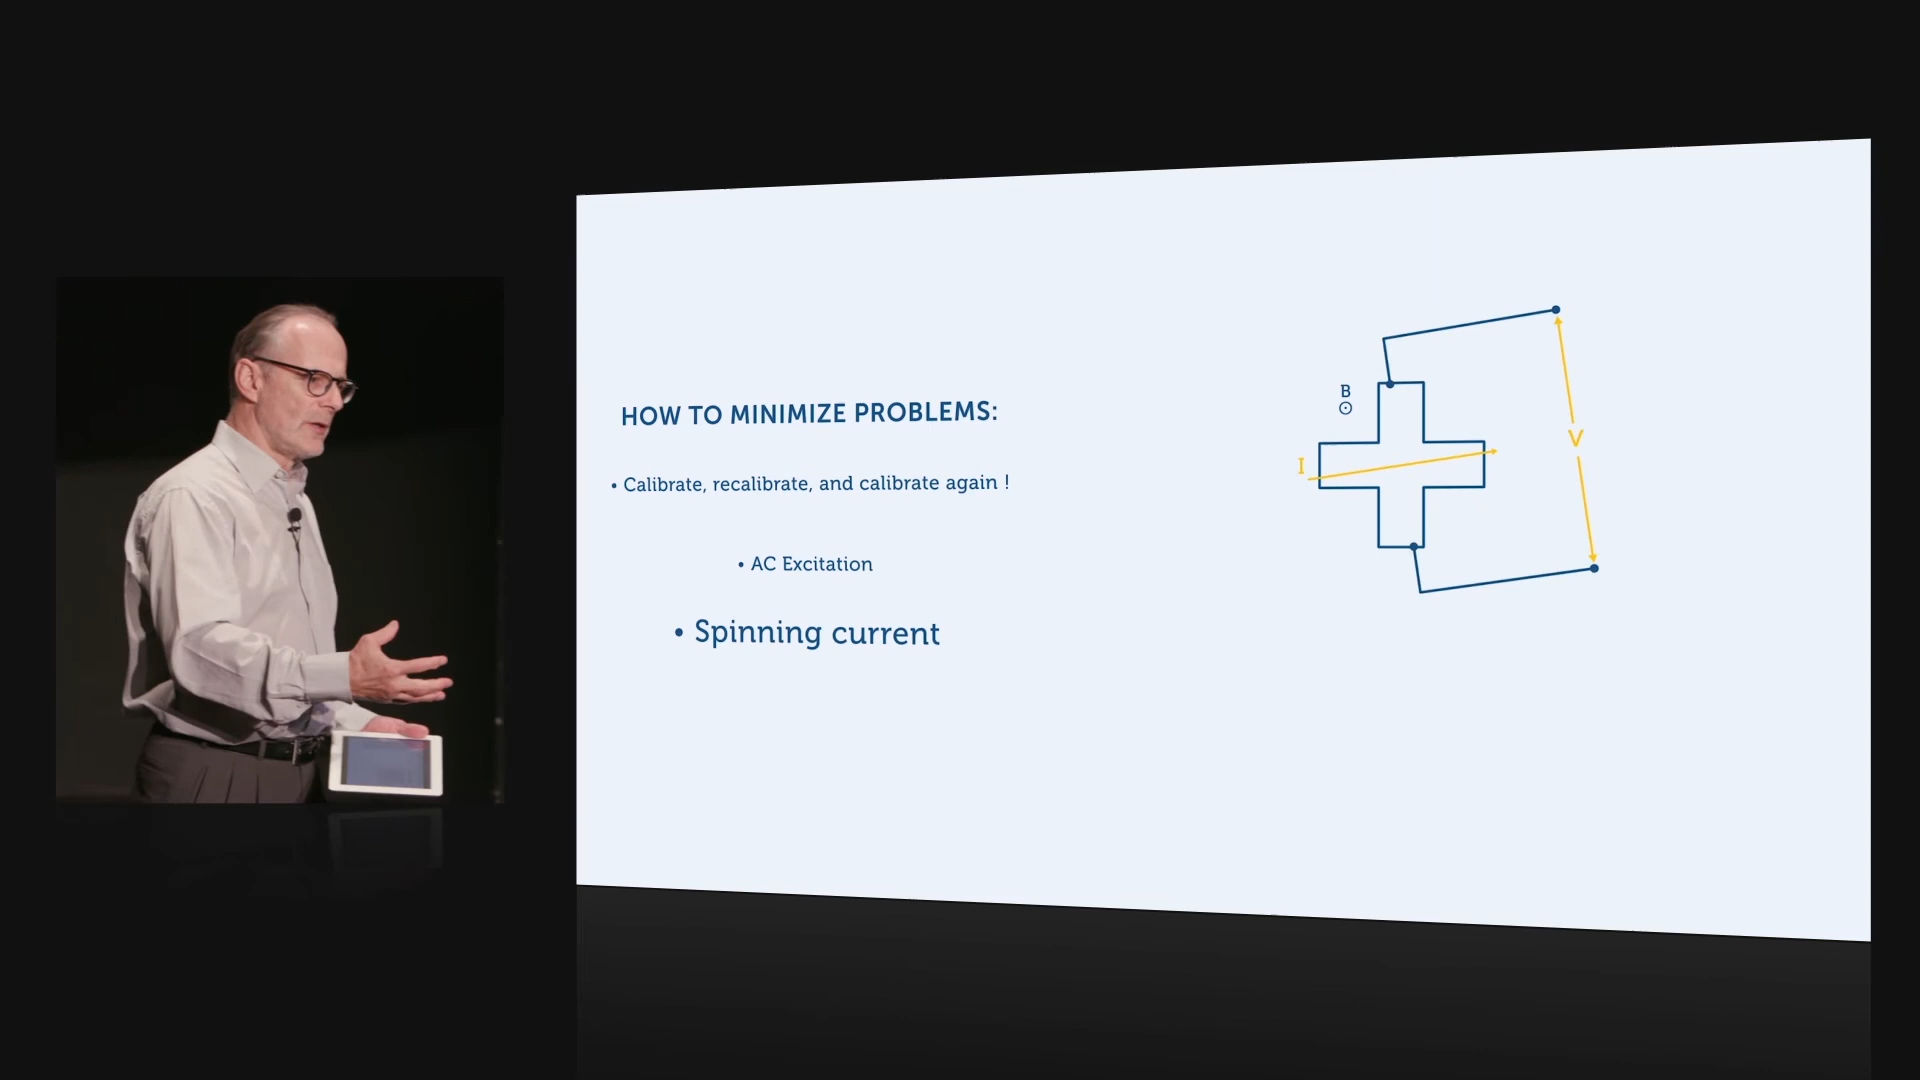 HOW TO MINIMIZE PROBLEMS:
• Calibrate, recalibrate, and calibrate again !
• AC Excitation
• Spinning current
B
I
V